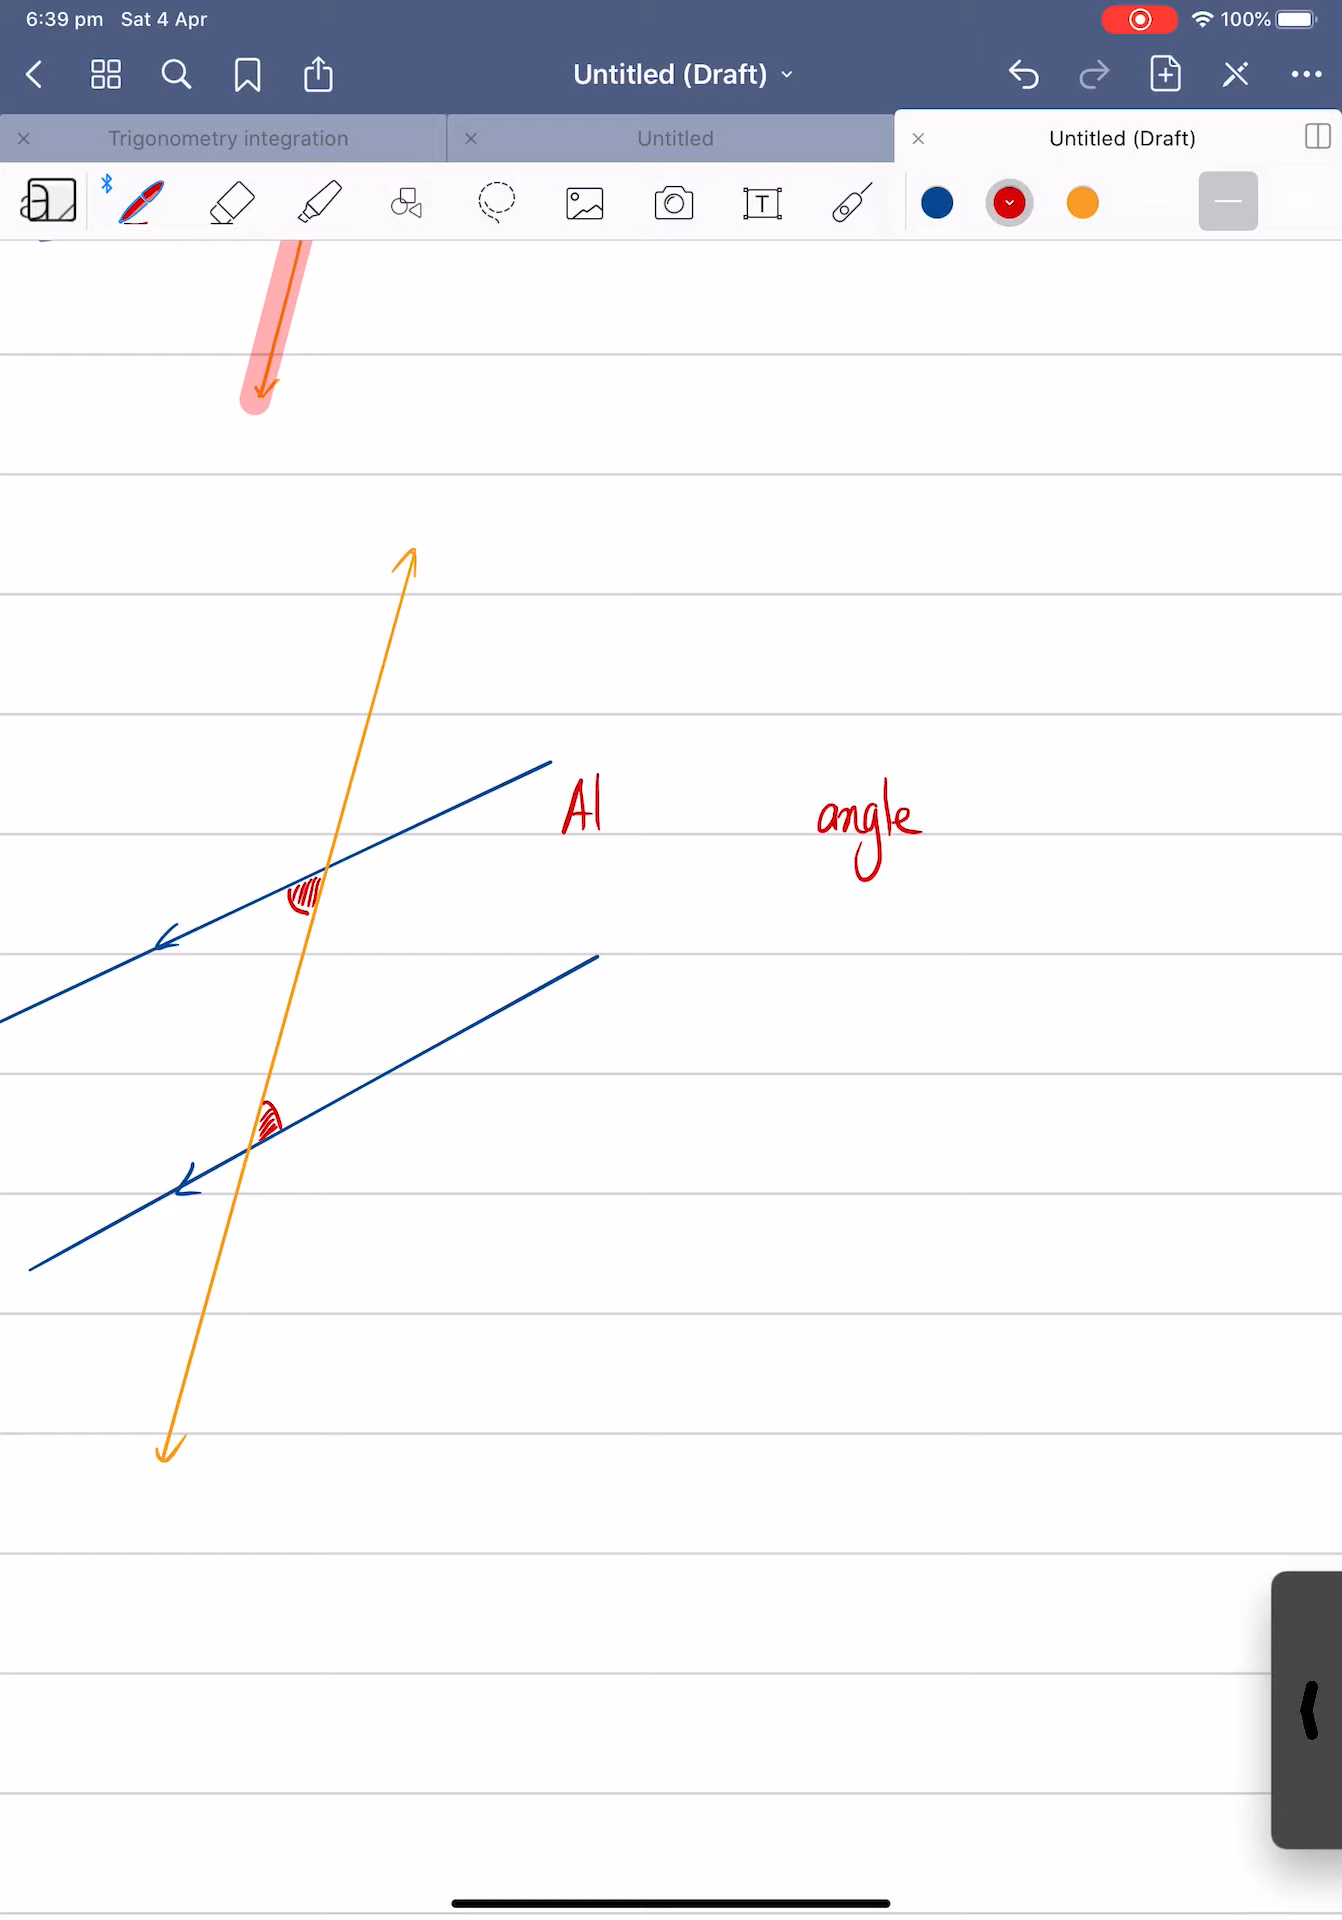 6:39 pm Sat 4 Apr 100%
Untitled (Draft)
Trigonometry integration Untitled Untitled (Draft)
a T
Al angle